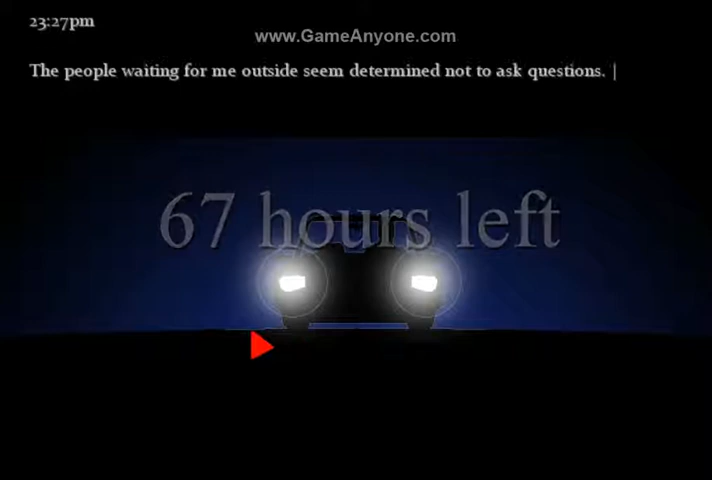 23:27pm
www.GameAnyone.com
The people waiting for me outside seem determined not to ask questions. |
67 hours left